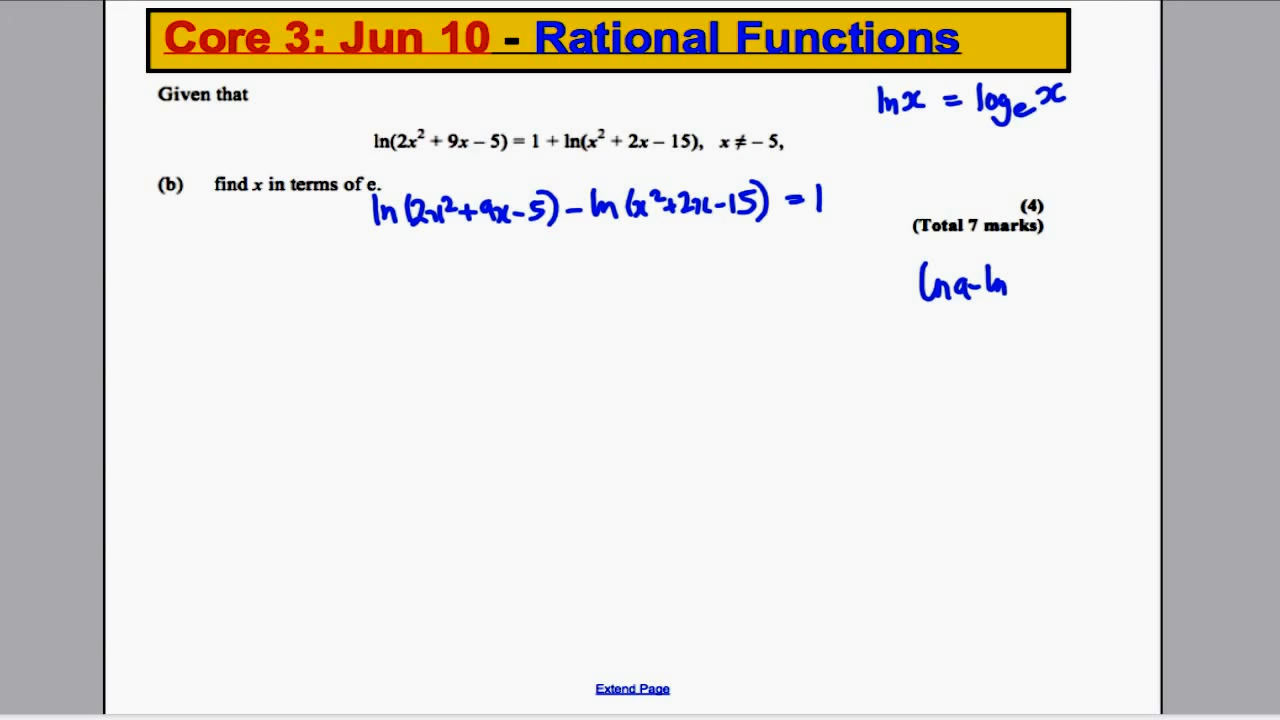 Core 3: Jun 10 - Rational Functions
Given that
ln x = logₑ x
ln(2x² + 9x – 5) = 1 + ln(x² + 2x – 15), x ≠ – 5,
(b) find x in terms of e.
ln (2x²+9x-5) - ln (x²+2x-15) = 1
(4)
(Total 7 marks)
ln a - ln
Extend Page